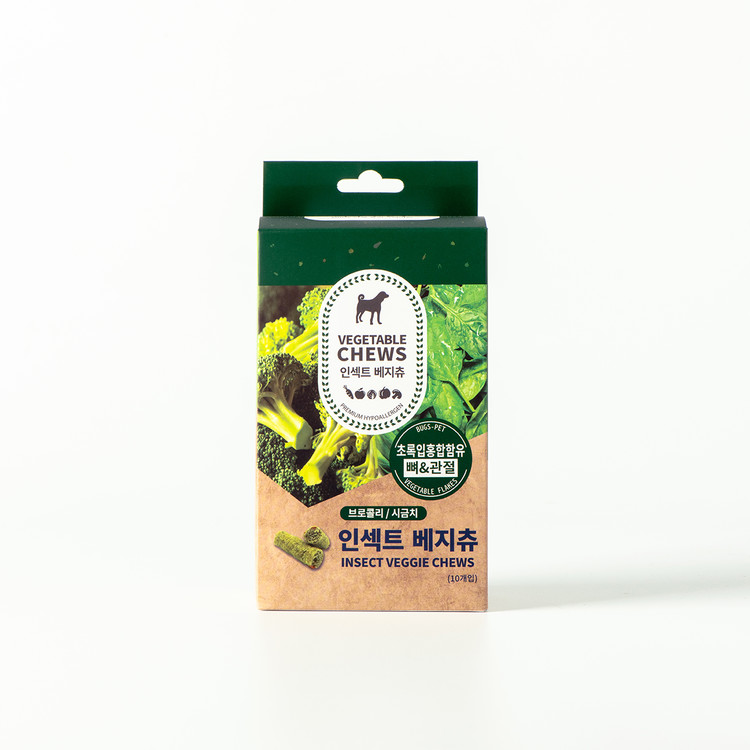 VEGETABLE
CHEWS
인섹트 베지츄
PREMIUM HYPOALLERGEN
BUGS-PET
초록입홍합함유
뼈&관절
VEGETABLE FLAKES
브로콜리 / 시금치
인섹트 베지츄
INSECT VEGGIE CHEWS
(10개입)